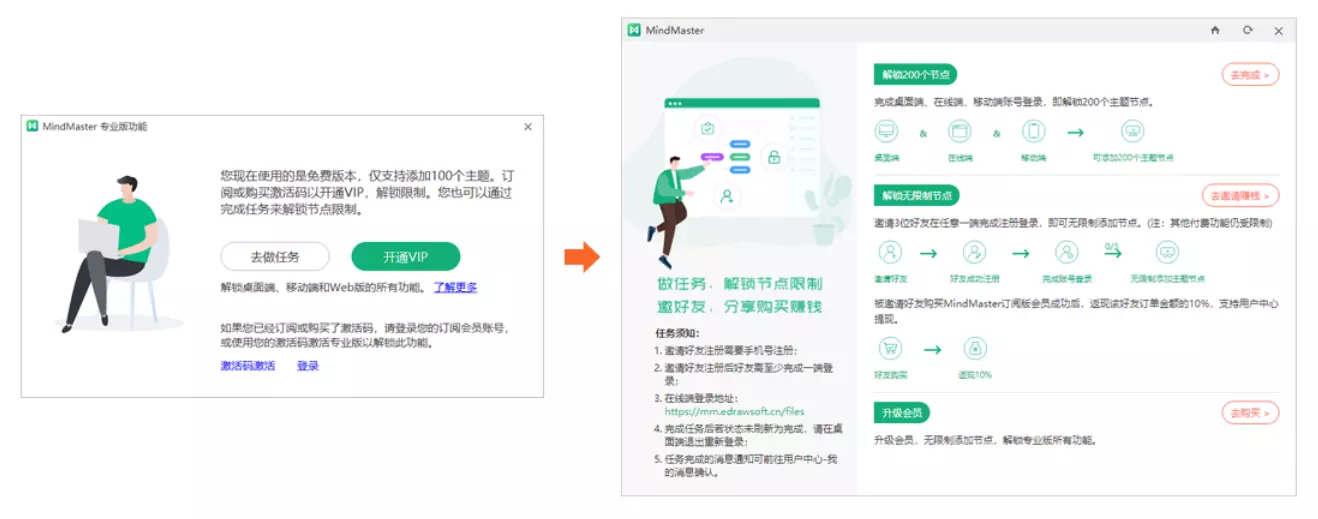 MindMaster 专业版功能
您现在使用的是免费版本，仅支持添加100个主题。订
阅或购买激活码以开通VIP，解锁限制。您也可以通过
完成任务来解锁节点限制。
去做任务
开通VIP
解锁桌面端、移动端和Web版的所有功能。 了解更多
如果您已经订阅或购买了激活码，请登录您的订阅会员账号，
或使用您的激活码激活专业版以解锁此功能。
激活码激活 登录
MindMaster
做任务，解锁节点限制
邀好友，分享购买赚钱
任务须知：
1. 邀请好友注册需要手机号注册；
2. 邀请好友注册后好友需至少完成一端登
录；
3. 在线端登录地址：
https://mm.edrawsoft.cn/files
4. 完成任务后若状态未刷新为完成，请在桌
面端退出重新登录；
5. 任务完成的消息通知可前往用户中心-我
的消息确认。
解锁200个节点
去完成 >
完成桌面端、在线端、移动端账号登录，即解锁200个主题节点。
& &
桌面端 在线端 移动端 可添加200个主题节点
解锁无限制节点
去邀请赚钱 >
邀请3位好友在任意一端完成注册登录，即可无限制添加节点。(注：其他付费功能仍受限制)
0/3
邀请好友 好友成功注册 完成账号登录 无限制添加主题节点
被邀请好友购买MindMaster订阅版会员成功后，返现该好友订单金额的10%，支持用户中心
提现。
好友购买 返现10%
升级会员
去购买 >
升级会员，无限制添加节点，解锁专业版所有功能。